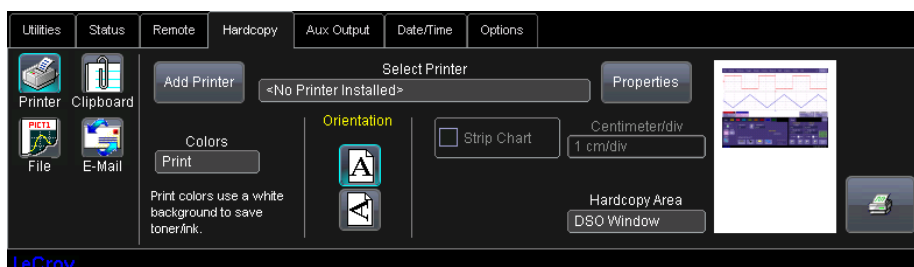 Utilities Status Remote Hardcopy Aux Output Date/Time Options
Select Printer
Add Printer <No Printer Installed> Properties
Printer Clipboard
PICT1
File E-Mail
Colors
Print
Print colors use a white
background to save
toner/ink.
Orientation
A
A
Strip Chart
Centimeter/div
1 cm/div
Hardcopy Area
DSO Window
LeCroy